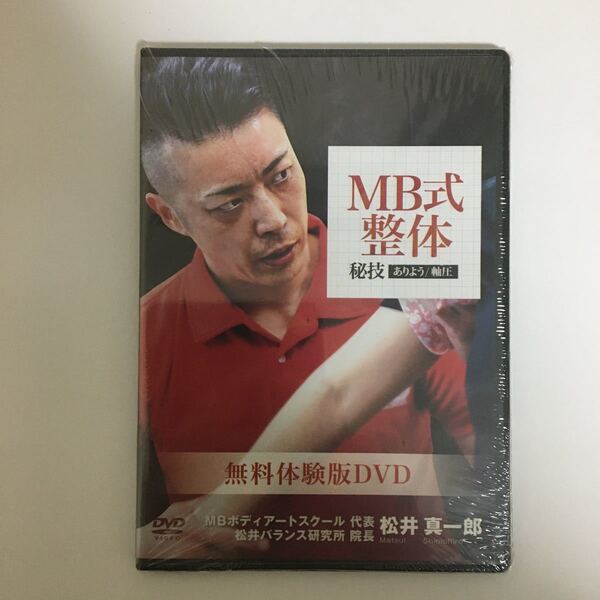 MB式
整体
秘技 ありよう/軸圧
無料体験版DVD
DVD
VIDEO
MBボディアートスクール 代表
松井バランス研究所 院長
松井 真一郎
Matsui Shinichiro